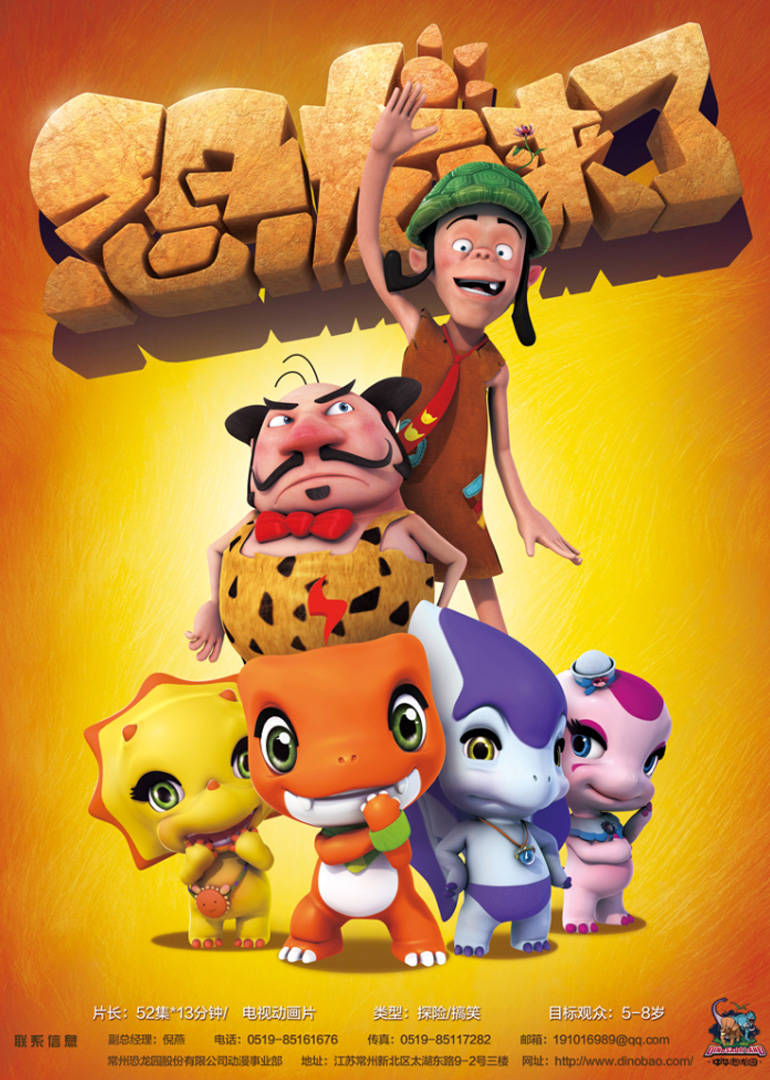 恐龙来了
片长：52集*13分钟/ 电视动画片 类型：探险/搞笑 目标观众：5-8岁
联系信息 副总经理：倪燕 电话：0519-85161676 传真：0519-85117282 邮箱：191016989@qq.com
常州恐龙园股份有限公司动漫事业部 地址：江苏常州新北区太湖东路9-2号三楼 网址：http://www.dinobao.com/